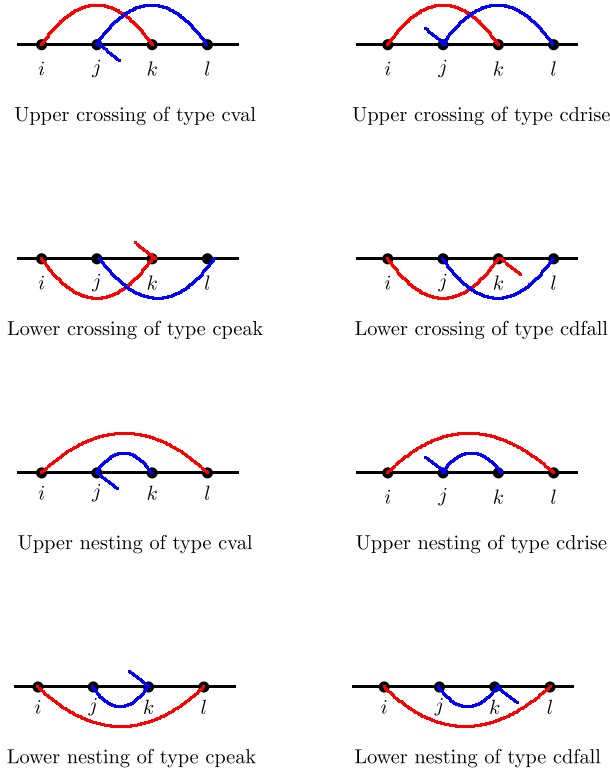 i j k l i j k l
Upper crossing of type cval Upper crossing of type cdrise
i j k l i j k l
Lower crossing of type cpeak Lower crossing of type cdfall
i j k l i j k l
Upper nesting of type cval Upper nesting of type cdrise
i j k l i j k l
Lower nesting of type cpeak Lower nesting of type cdfall